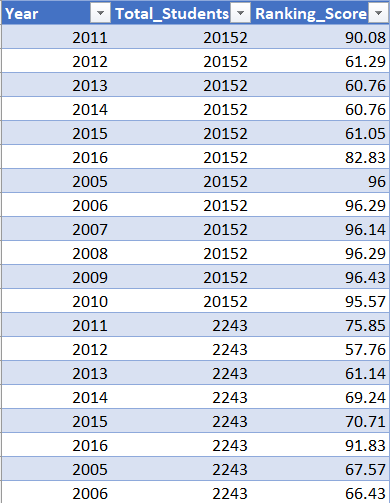 Year Total_Students Ranking_Score
2011 20152 90.08
2012 20152 61.29
2013 20152 60.76
2014 20152 60.76
2015 20152 61.05
2016 20152 82.83
2005 20152 96
2006 20152 96.29
2007 20152 96.14
2008 20152 96.29
2009 20152 96.43
2010 20152 95.57
2011 2243 75.85
2012 2243 57.76
2013 2243 61.14
2014 2243 69.24
2015 2243 70.71
2016 2243 91.83
2005 2243 67.57
2006 2243 66.43